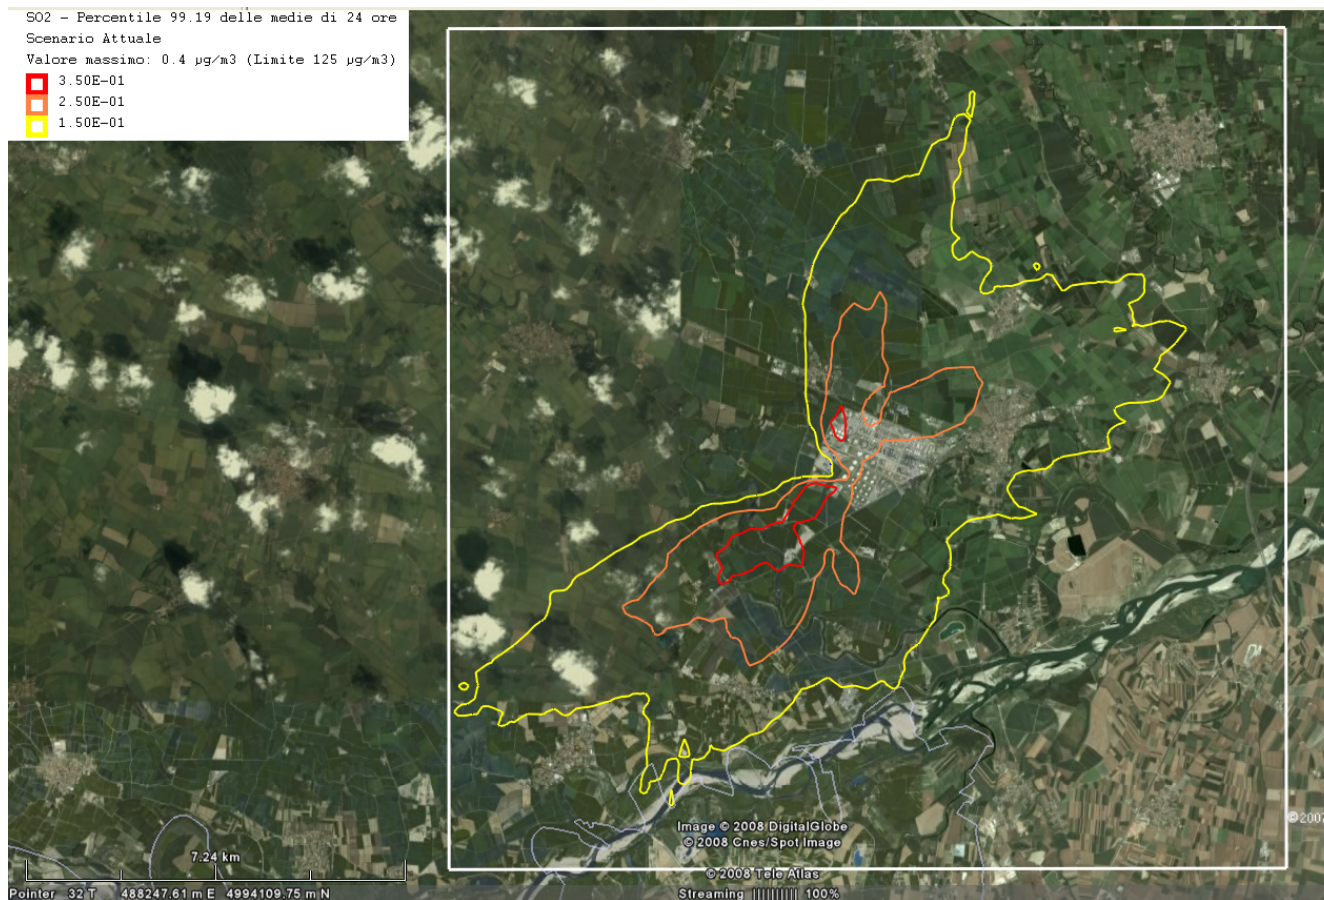 SO2 - Percentile 99.19 delle medie di 24 ore
Scenario Attuale
Valore massimo: 0.4 µg/m3 (Limite 125 µg/m3)
3.50E-01
2.50E-01
1.50E-01
Image © 2008 DigitalGlobe
© 2007
© 2008 Cnes/Spot Image
7.24 km
© 2008 Tele Atlas
Pointer 32 T 488247.61 m E 4994109.75 m N
Streaming |||||||||| 100%